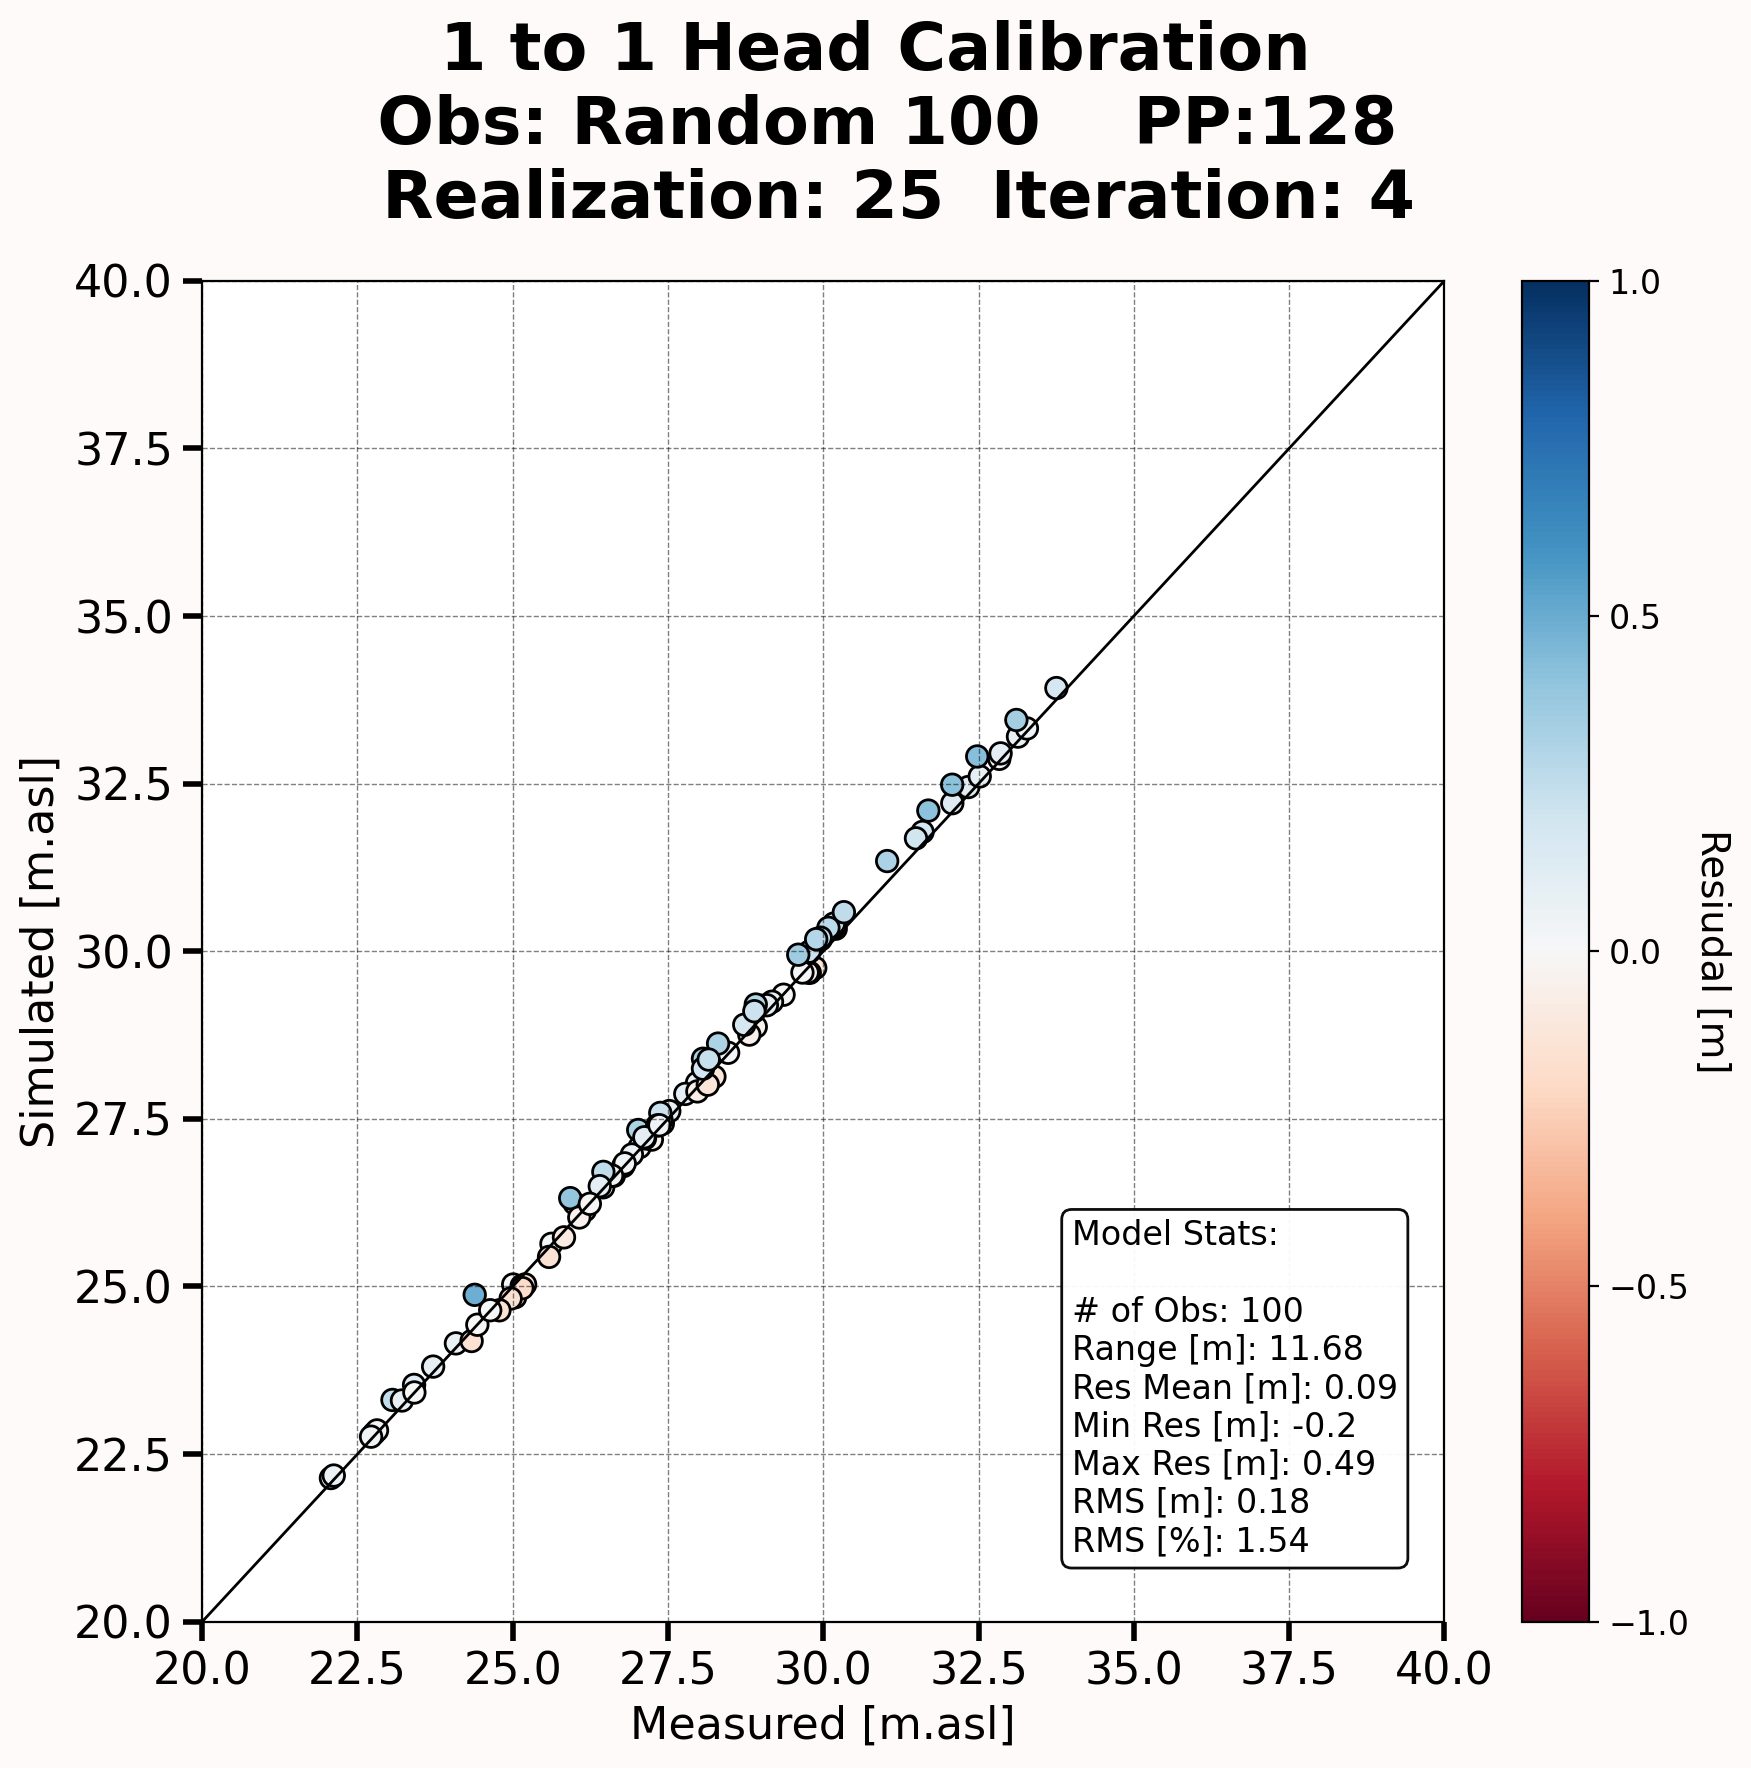 1 to 1 Head Calibration
Obs: Random 100 PP:128
Realization: 25 Iteration: 4
40.0
37.5
35.0
32.5
30.0
27.5
25.0
22.5
20.0
Simulated [m.asl]
20.0 22.5 25.0 27.5 30.0 32.5 35.0 37.5 40.0
Measured [m.asl]
Model Stats:
# of Obs: 100
Range [m]: 11.68
Res Mean [m]: 0.09
Min Res [m]: -0.2
Max Res [m]: 0.49
RMS [m]: 0.18
RMS [%]: 1.54
1.0
0.5
0.0
−0.5
−1.0
Resiudal [m]